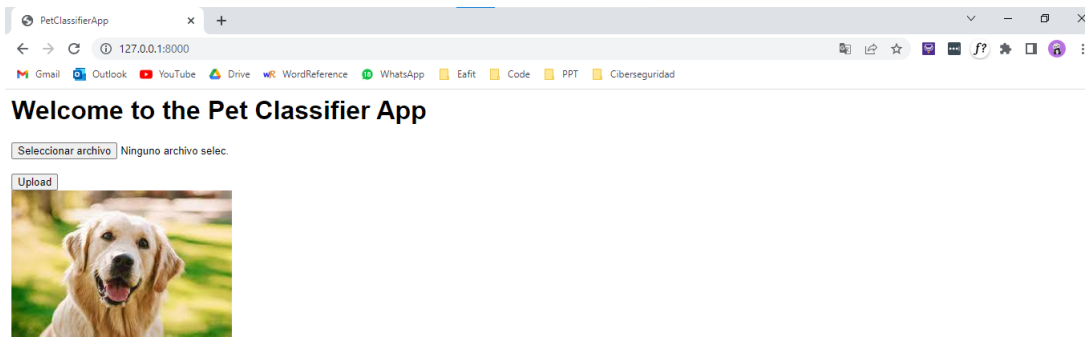 PetClassifierApp
127.0.0.1:8000
f?
Gmail Outlook YouTube Drive wR WordReference WhatsApp Eafit Code PPT Ciberseguridad
Welcome to the Pet Classifier App
Seleccionar archivo Ninguno archivo selec.
Upload